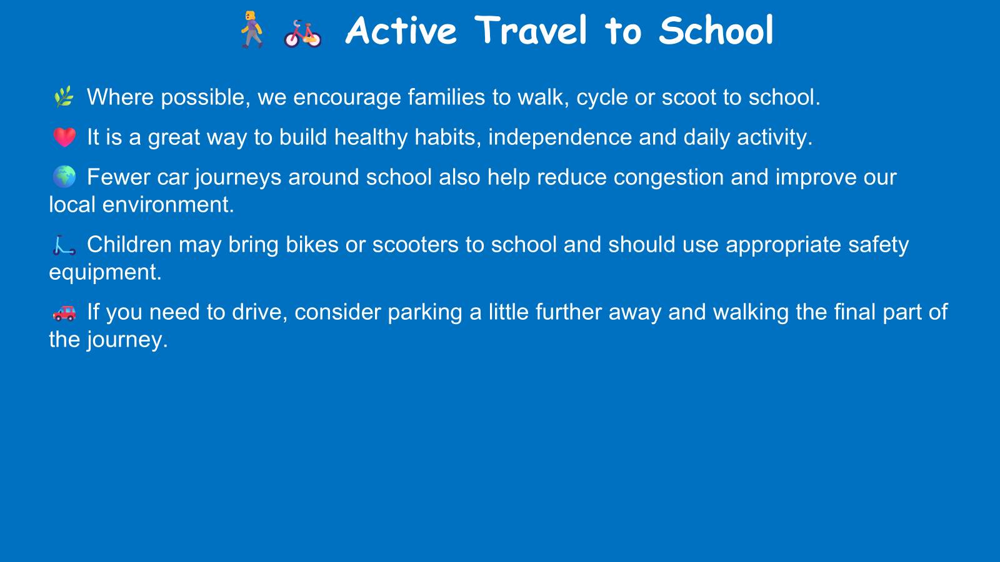 Active Travel to School
Where possible, we encourage families to walk, cycle or scoot to school.
It is a great way to build healthy habits, independence and daily activity.
Fewer car journeys around school also help reduce congestion and improve our
local environment.
Children may bring bikes or scooters to school and should use appropriate safety
equipment.
If you need to drive, consider parking a little further away and walking the final part of
the journey.